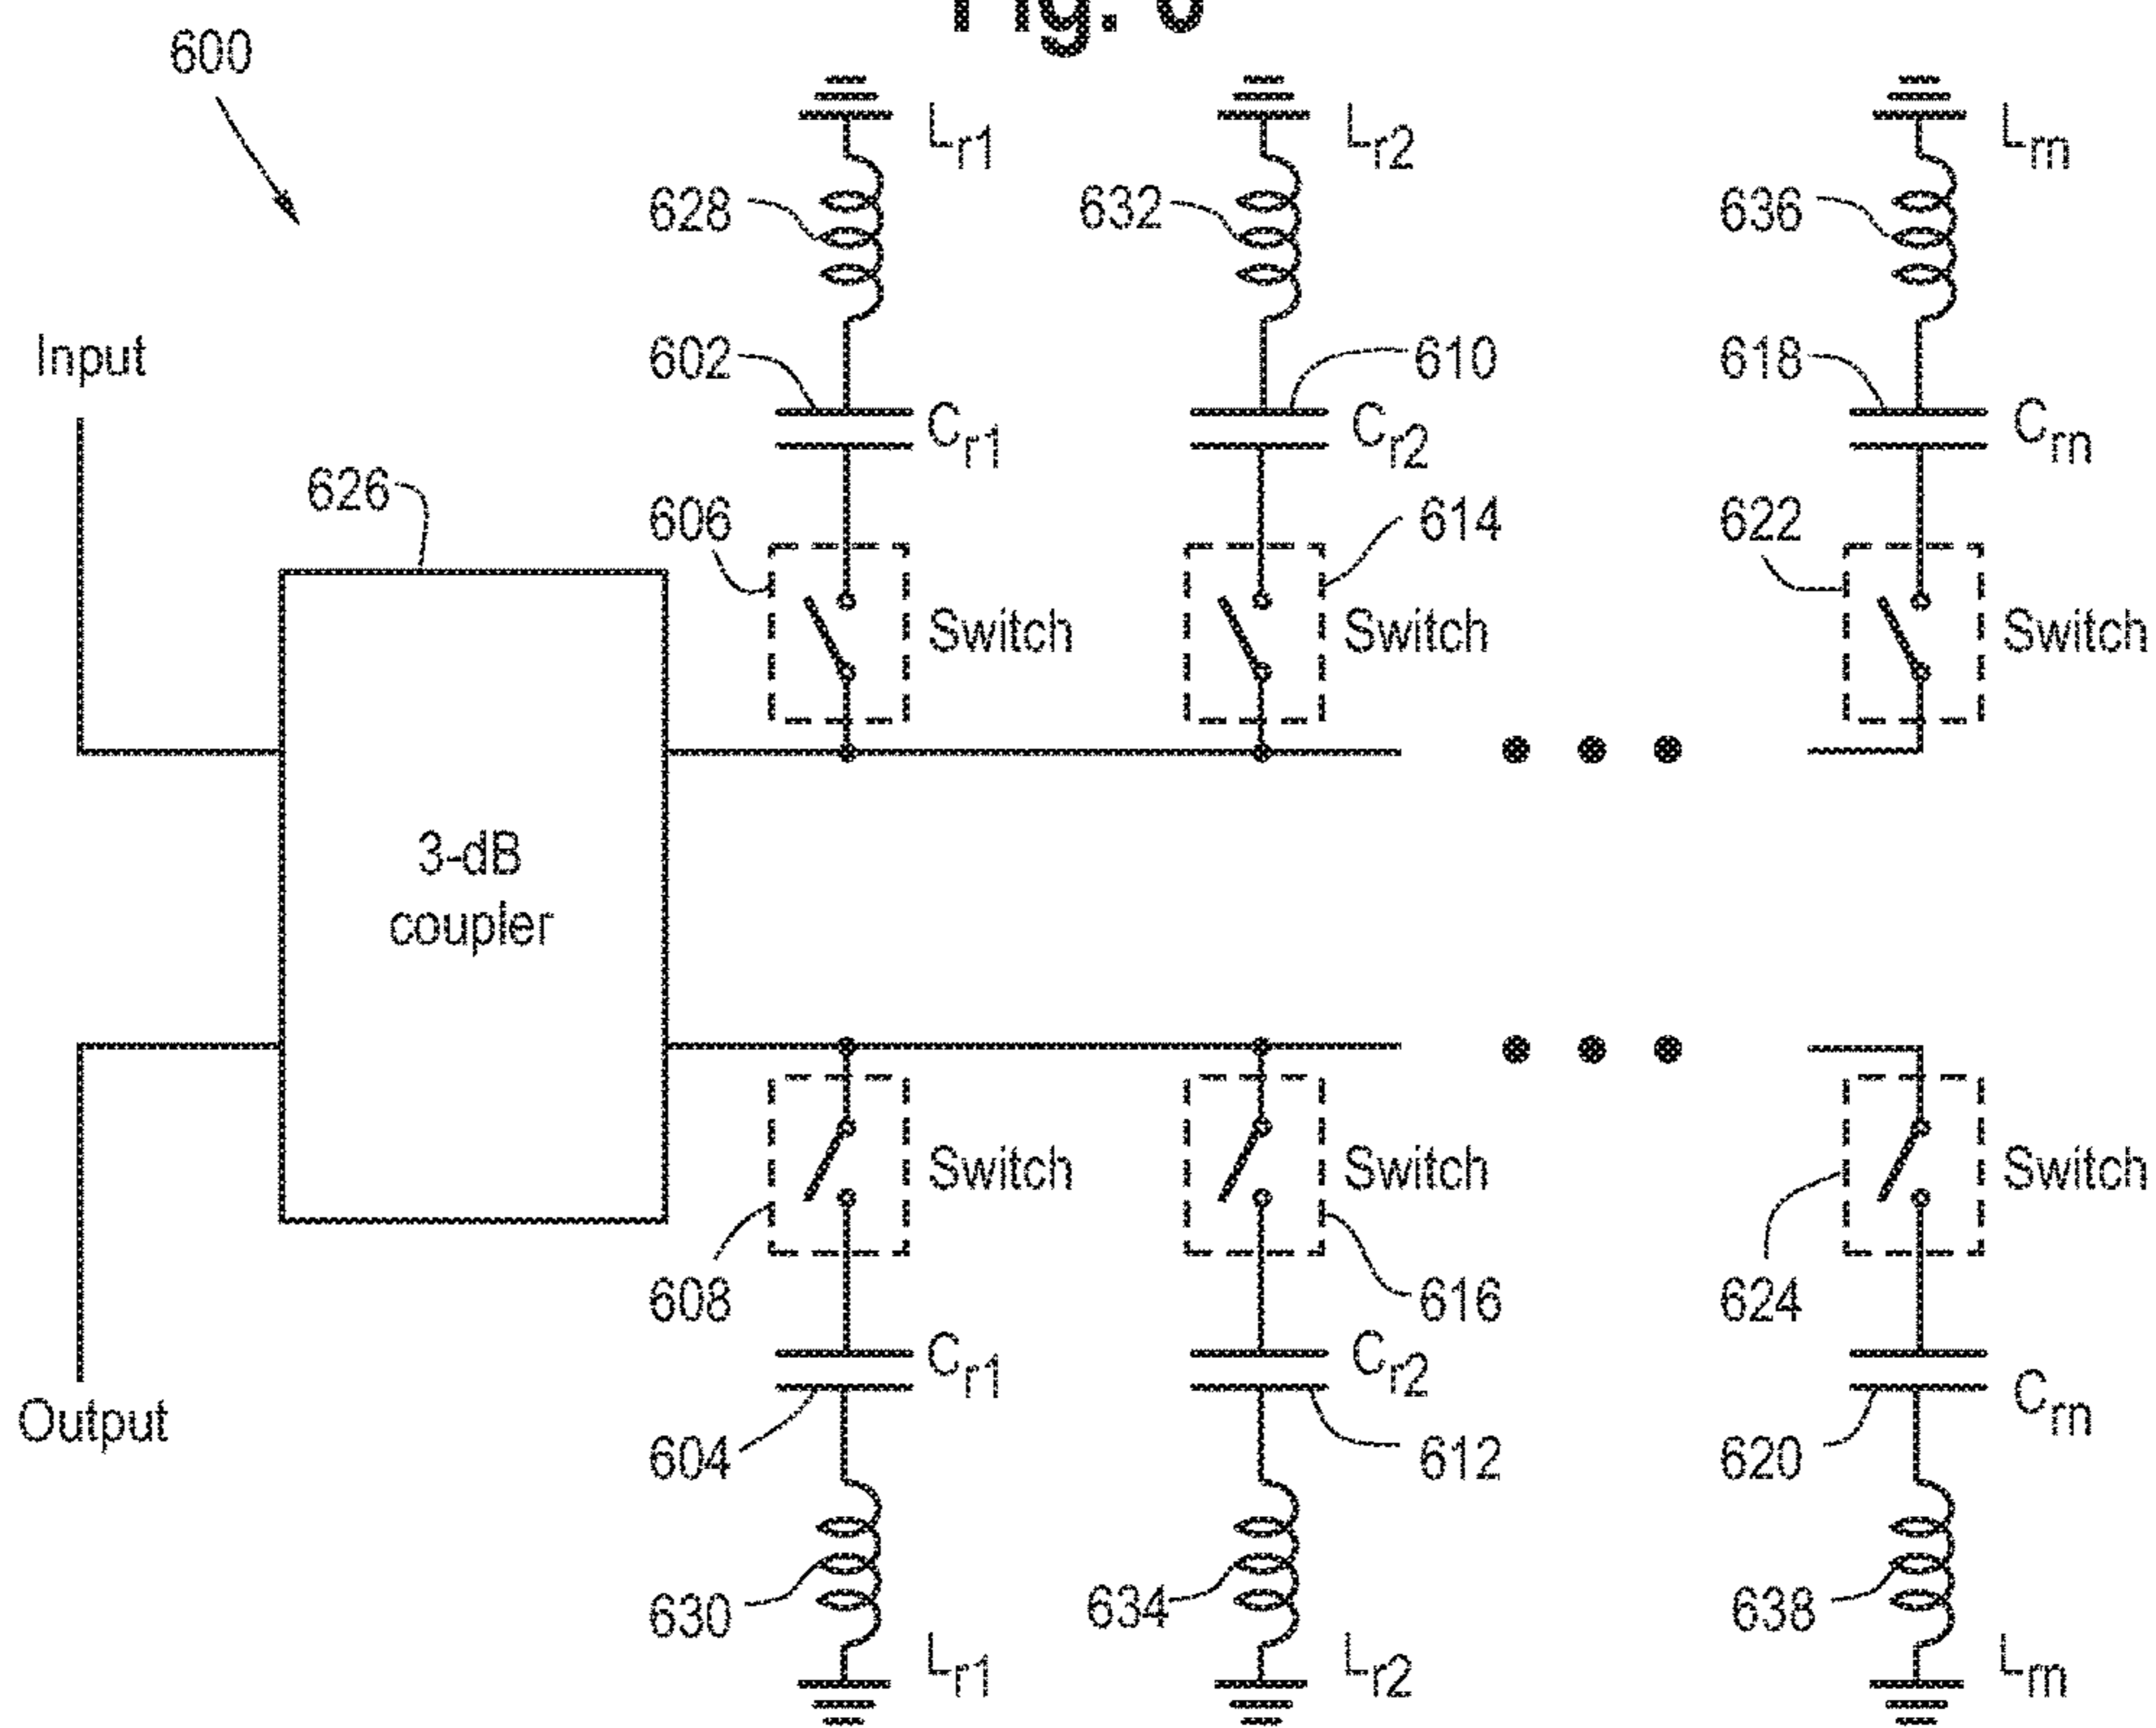 Fig. 6
600
Lr1
Lr2
Lrn
628
632
636
Input
602
610
618
Cr1
Cr2
Crn
626
606
614
622
Switch
Switch
Switch
3-dB
coupler
Switch
Switch
Switch
608
616
624
Cr1
Cr2
Crn
Output
604
612
620
630
634
638
Lr1
Lr2
Lrn